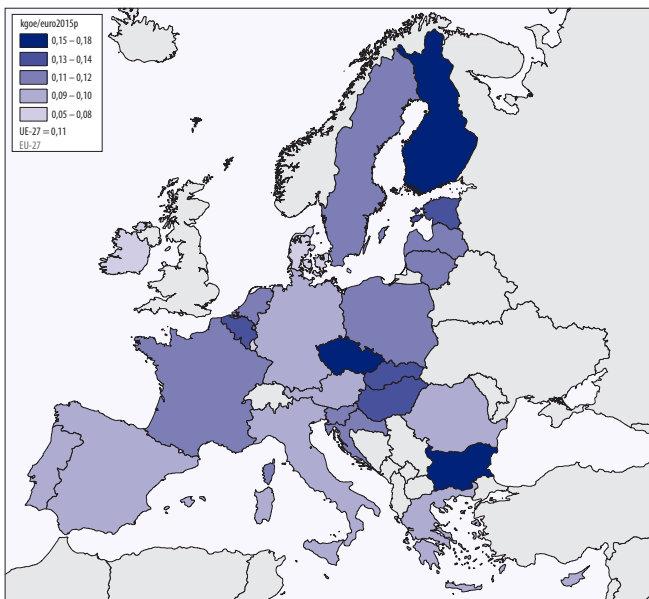 kgoe/euro2015p
0,15 – 0,18
0,13 – 0,14
0,11 – 0,12
0,09 – 0,10
0,05 – 0,08
UE-27 = 0,11
EU-27